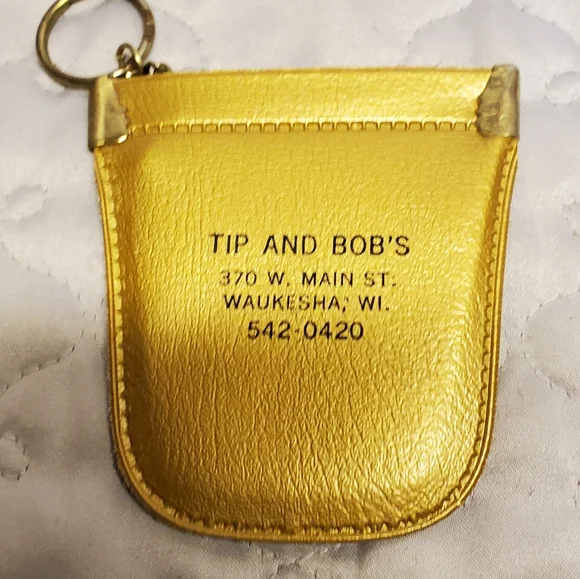 TIP AND BOB'S
370 W. MAIN ST.
WAUKESHA, WI.
542-0420